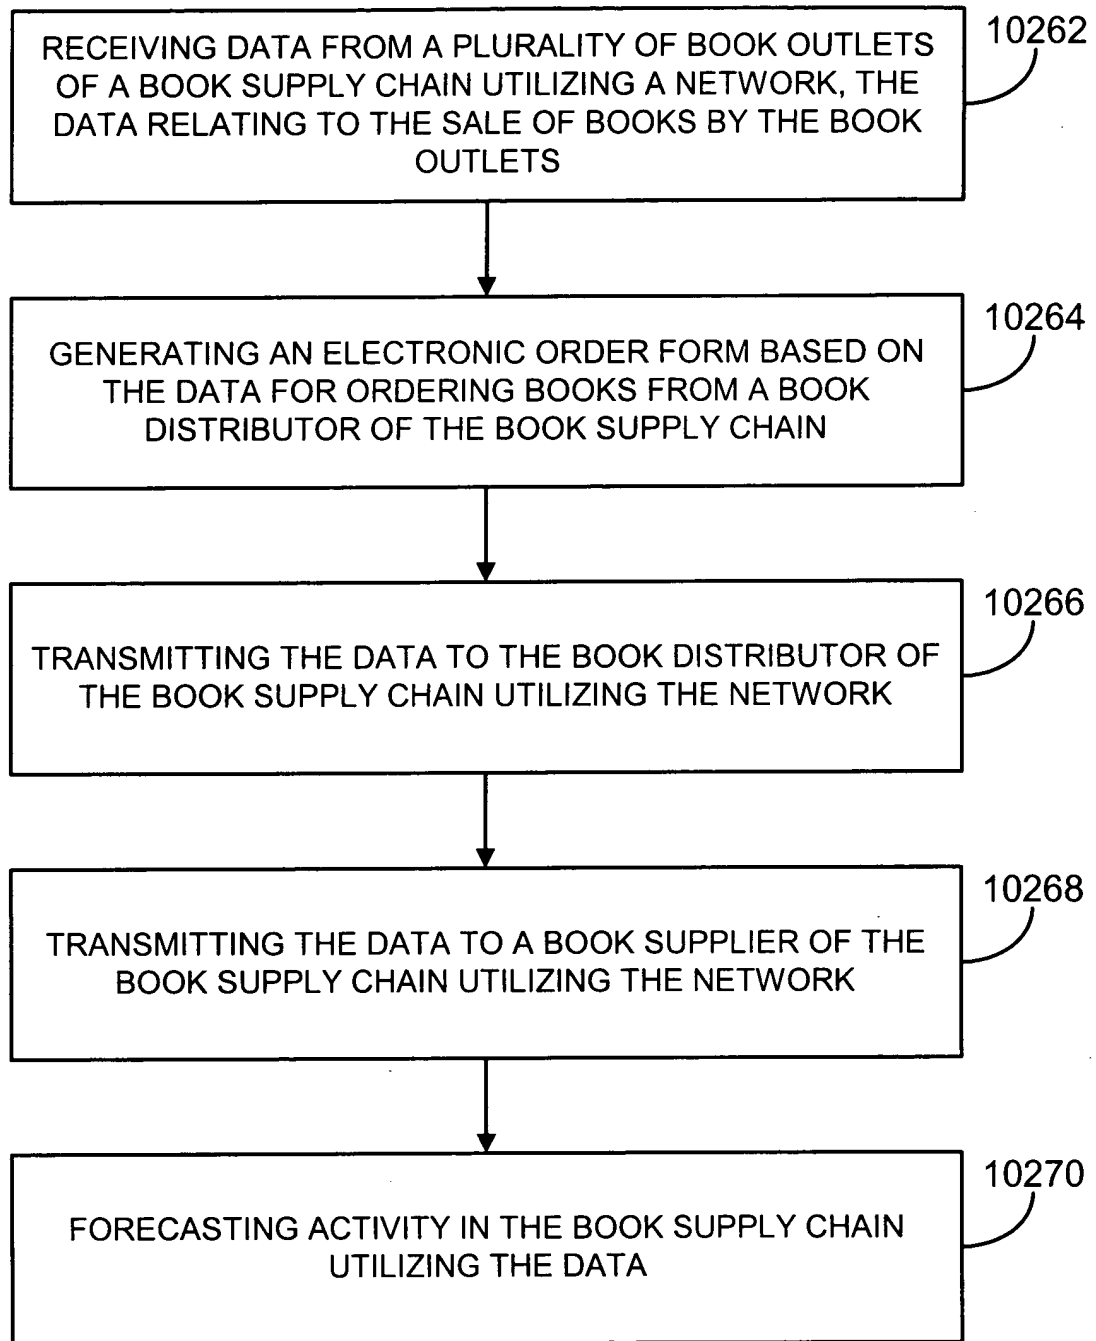 RECEIVING DATA FROM A PLURALITY OF BOOK OUTLETS
OF A BOOK SUPPLY CHAIN UTILIZING A NETWORK, THE
DATA RELATING TO THE SALE OF BOOKS BY THE BOOK
OUTLETS
10262
GENERATING AN ELECTRONIC ORDER FORM BASED ON
THE DATA FOR ORDERING BOOKS FROM A BOOK
DISTRIBUTOR OF THE BOOK SUPPLY CHAIN
10264
TRANSMITTING THE DATA TO THE BOOK DISTRIBUTOR OF
THE BOOK SUPPLY CHAIN UTILIZING THE NETWORK
10266
TRANSMITTING THE DATA TO A BOOK SUPPLIER OF THE
BOOK SUPPLY CHAIN UTILIZING THE NETWORK
10268
FORECASTING ACTIVITY IN THE BOOK SUPPLY CHAIN
UTILIZING THE DATA
10270